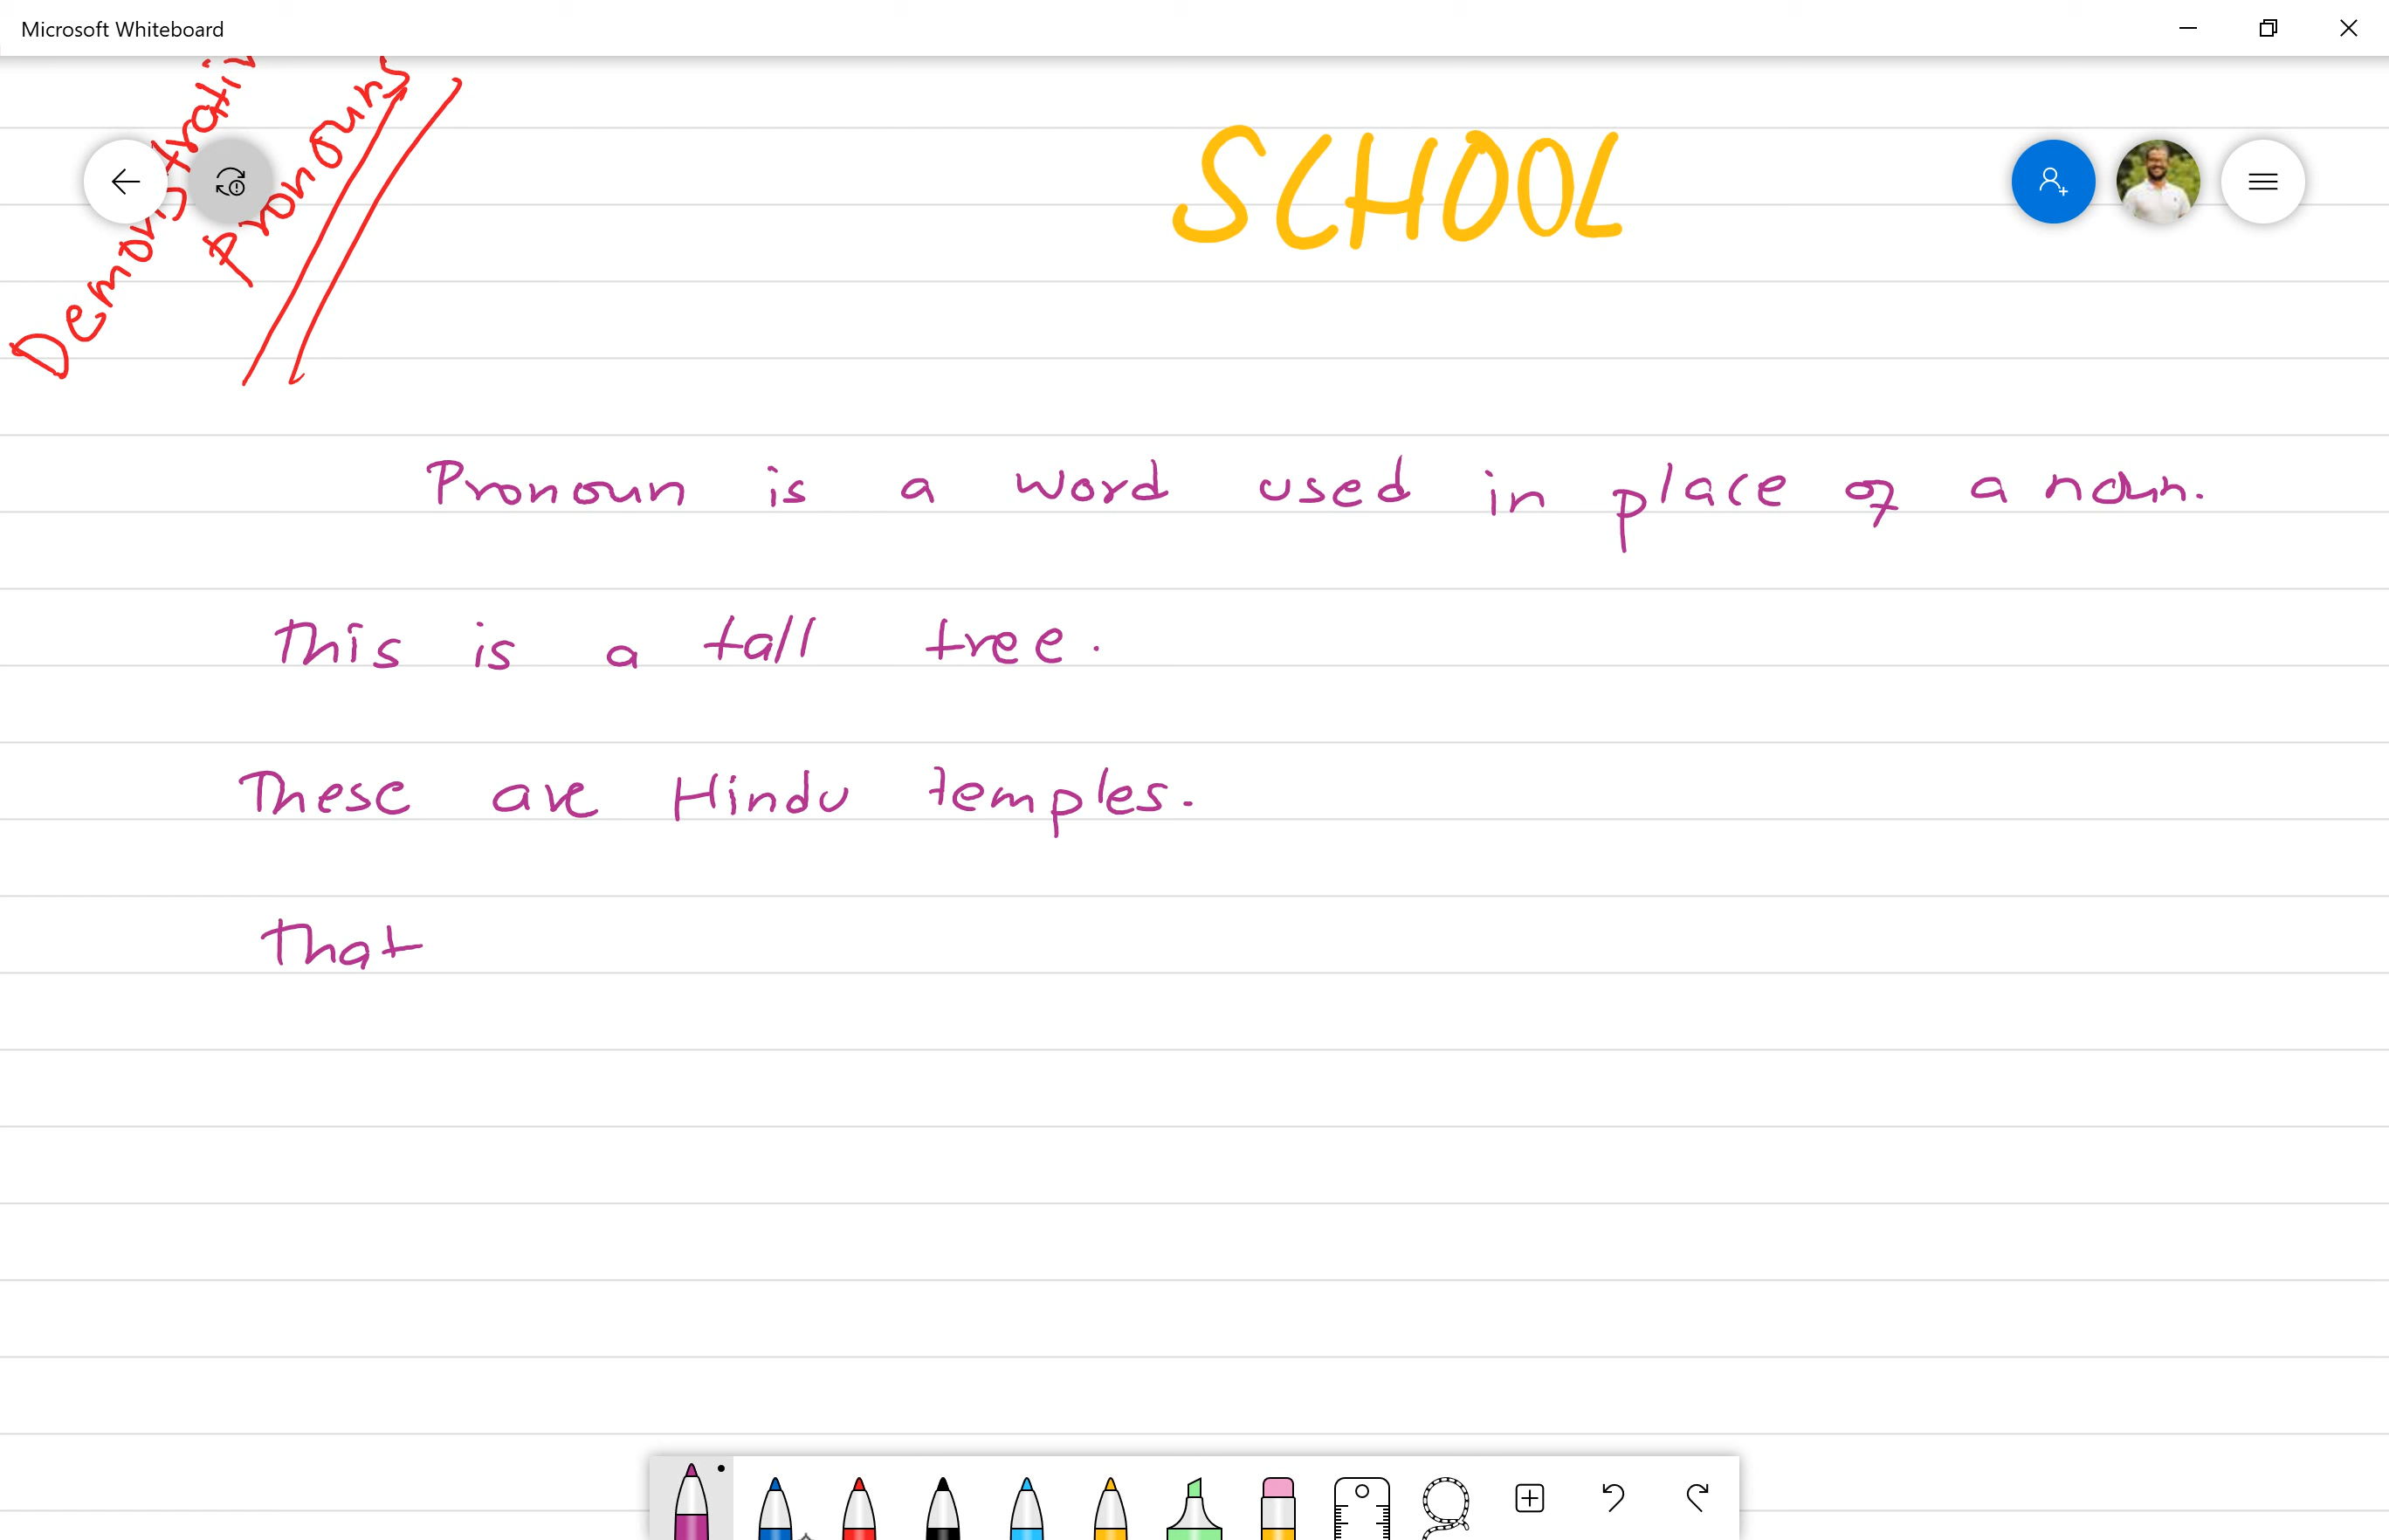 Microsoft Whiteboard
Demonstrativ
Pronouns
SCHOOL
Pronoun is a word used in place of a noun.
This is a tall tree.
These are Hindu temples.
That